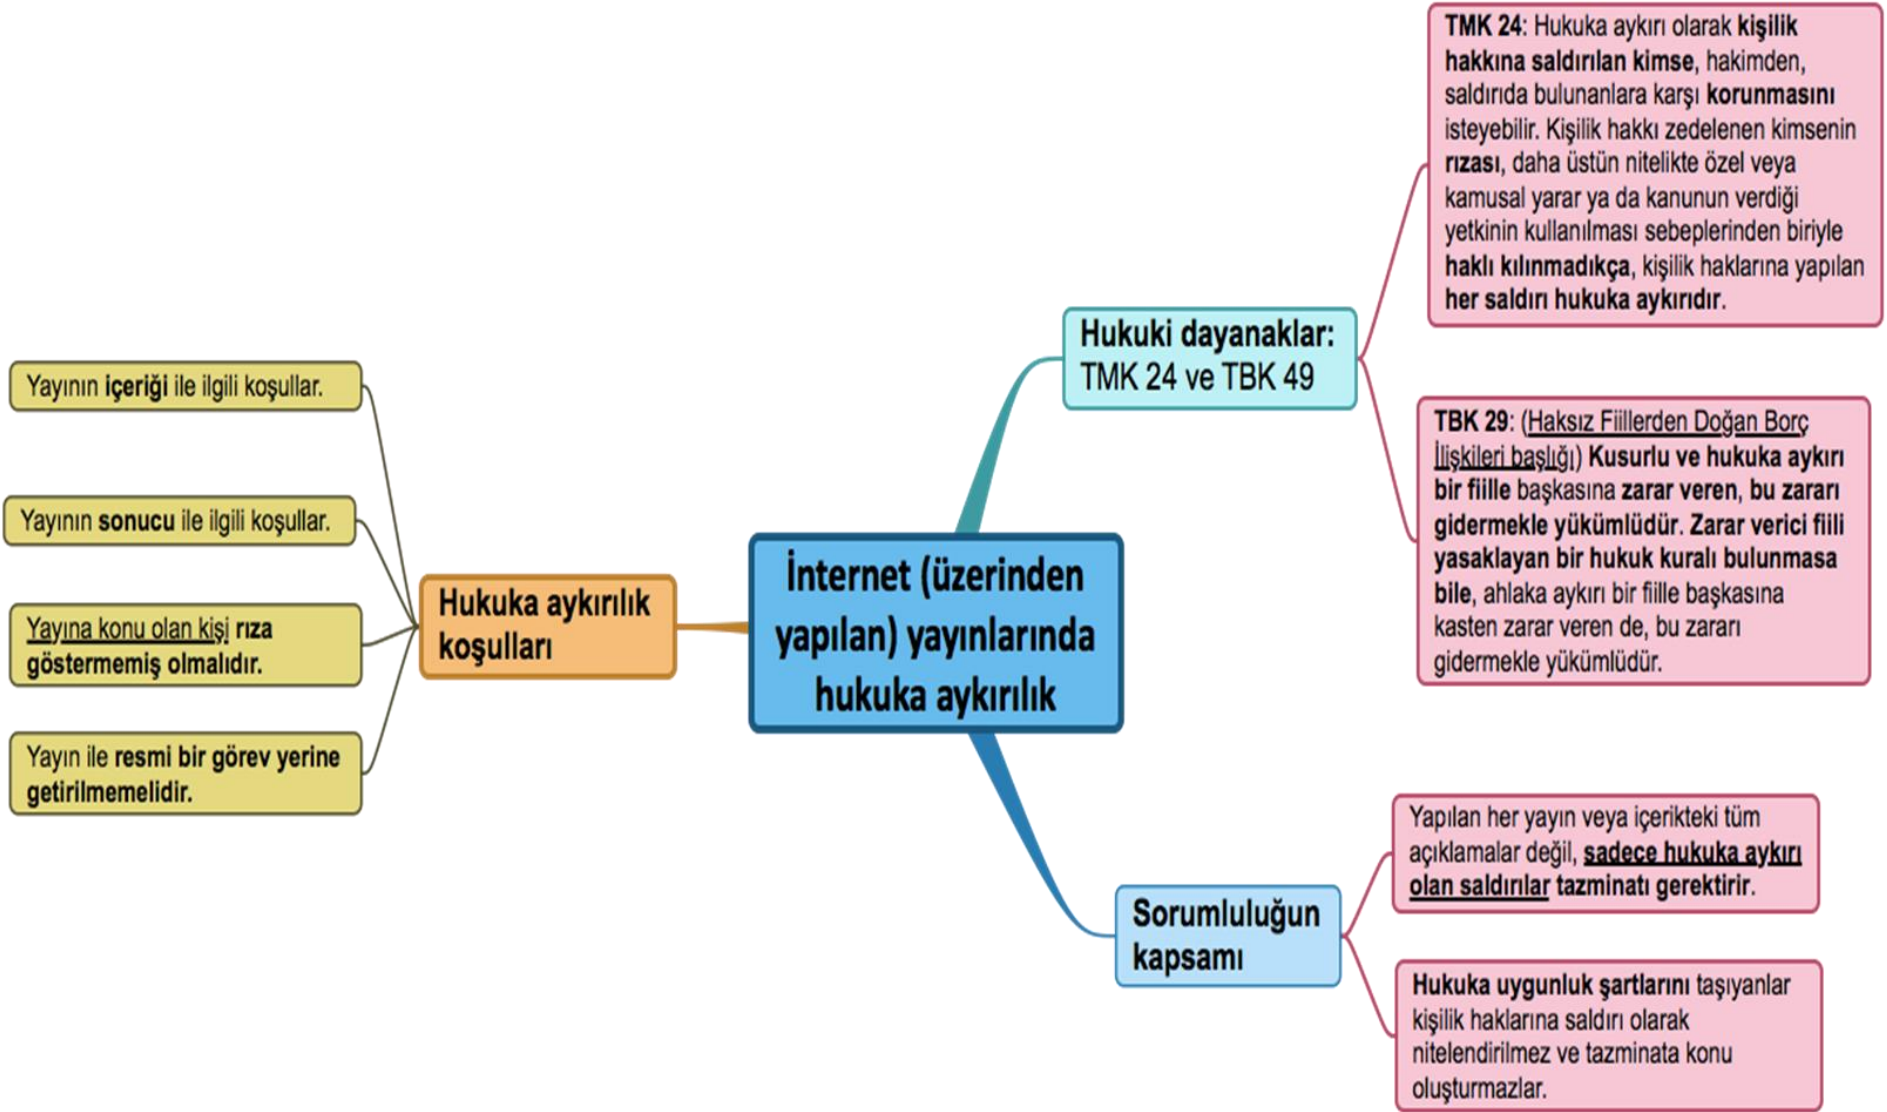 İnternet (üzerinden
yapılan) yayınlarında
hukuka aykırılık
Hukuki dayanaklar:
TMK 24 ve TBK 49
TMK 24: Hukuka aykırı olarak kişilik
hakkına saldırılan kimse, hakimden,
saldırıda bulunanlara karşı korunmasını
isteyebilir. Kişilik hakkı zedelenen kimsenin
rızası, daha üstün nitelikte özel veya
kamusal yarar ya da kanunun verdiği
yetkinin kullanılması sebeplerinden biriyle
haklı kılınmadıkça, kişilik haklarına yapılan
her saldırı hukuka aykırıdır.
TBK 29: (Haksız Fiillerden Doğan Borç
İlişkileri başlığı) Kusurlu ve hukuka aykırı
bir fiille başkasına zarar veren, bu zararı
gidermekle yükümlüdür. Zarar verici fiili
yasaklayan bir hukuk kuralı bulunmasa
bile, ahlaka aykırı bir fiille başkasına
kasten zarar veren de, bu zararı
gidermekle yükümlüdür.
Sorumluluğun
kapsamı
Yapılan her yayın veya içerikteki tüm
açıklamalar değil, sadece hukuka aykırı
olan saldırılar tazminatı gerektirir.
Hukuka uygunluk şartlarını taşıyanlar
kişilik haklarına saldırı olarak
nitelendirilmez ve tazminata konu
oluşturmazlar.
Hukuka aykırılık
koşulları
Yayının içeriği ile ilgili koşullar.
Yayının sonucu ile ilgili koşullar.
Yayına konu olan kişi rıza
göstermemiş olmalıdır.
Yayın ile resmi bir görev yerine
getirilmemelidir.